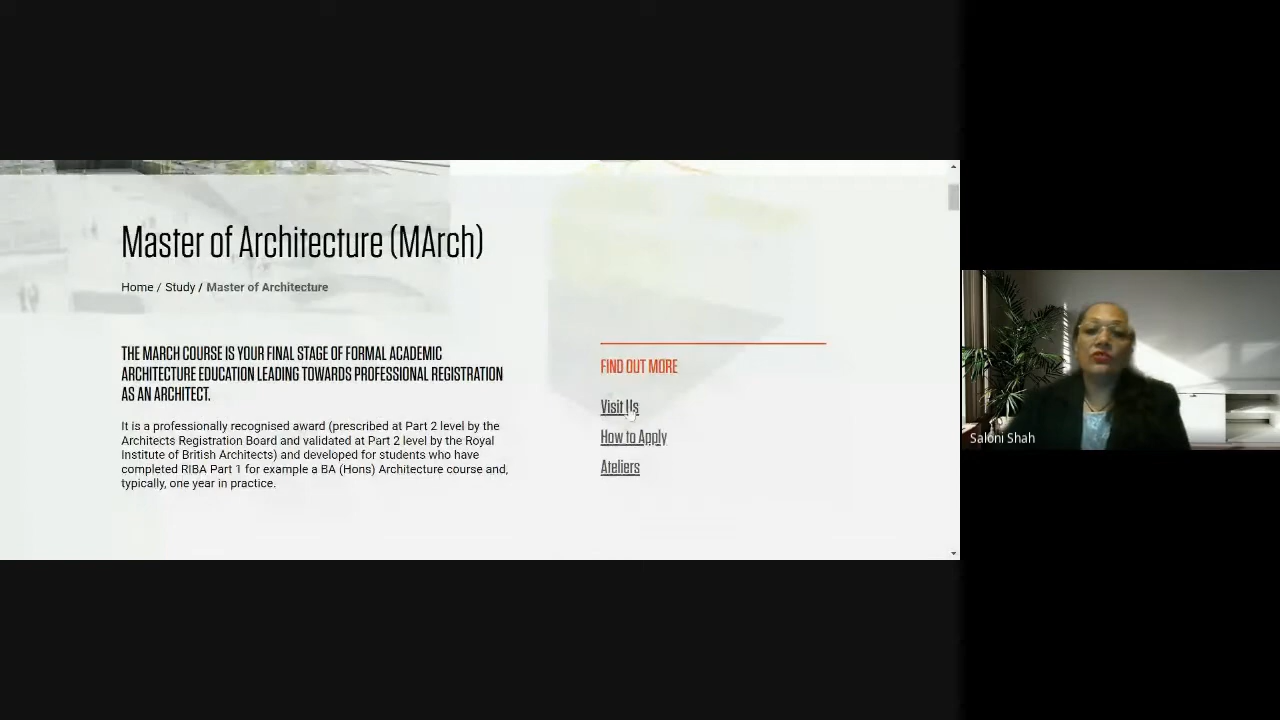 Master of Architecture (MArch)
Home / Study / Master of Architecture
THE MARCH COURSE IS YOUR FINAL STAGE OF FORMAL ACADEMIC
ARCHITECTURE EDUCATION LEADING TOWARDS PROFESSIONAL REGISTRATION
AS AN ARCHITECT.
It is a professionally recognised award (prescribed at Part 2 level by the
Architects Registration Board and validated at Part 2 level by the Royal
Institute of British Architects) and developed for students who have
completed RIBA Part 1 for example a BA (Hons) Architecture course and,
typically, one year in practice.
FIND OUT MORE
Visit Us
How to Apply
Ateliers
Saloni Shah